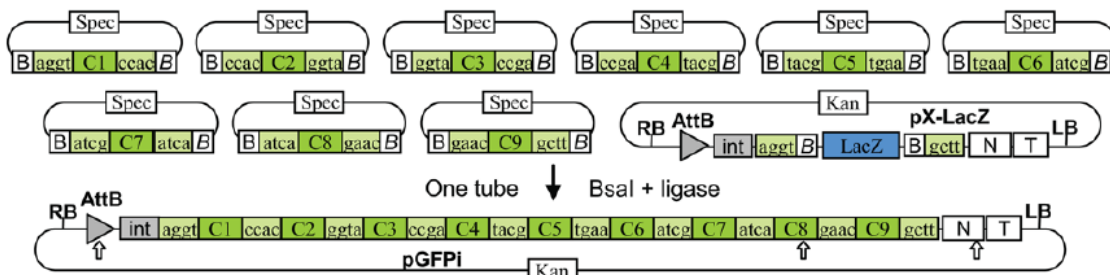 Spec Spec Spec Spec Spec Spec
B aggt C1 ccac B B ccac C2 ggta B B ggta C3 ccga B B ccga C4 tacg B B tacg C5 tgaa B B tgaa C6 atcg B
Spec Spec Spec Kan
pX-LacZ
RB AttB LB
B atcg C7 atca B B atca C8 gaac B B gaac C9 gctt B int aggt B LacZ B gctt N T
One tube BsaI + ligase
RB AttB LB
int aggt C1 ccac C2 ggta C3 ccga C4 tacg C5 tgaa C6 atcg C7 atca C8 gaac C9 gctt N T
pGFPi Kan